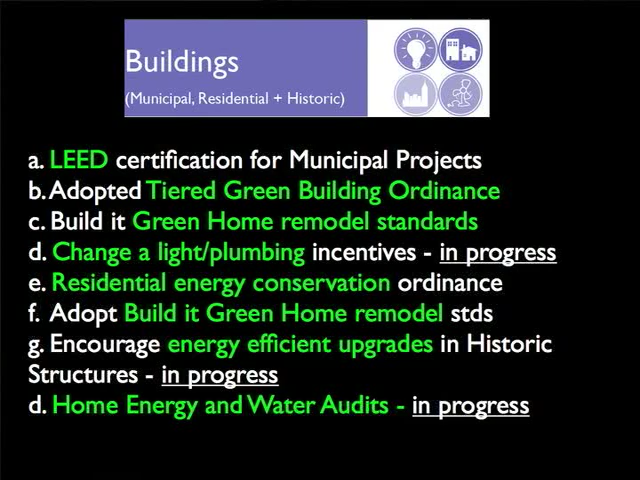 Buildings
(Municipal, Residential + Historic)
a. LEED certification for Municipal Projects
b. Adopted Tiered Green Building Ordinance
c. Build it Green Home remodel standards
d. Change a light/plumbing incentives - in progress
e. Residential energy conservation ordinance
f. Adopt Build it Green Home remodel stds
g. Encourage energy efficient upgrades in Historic
Structures - in progress
d. Home Energy and Water Audits - in progress